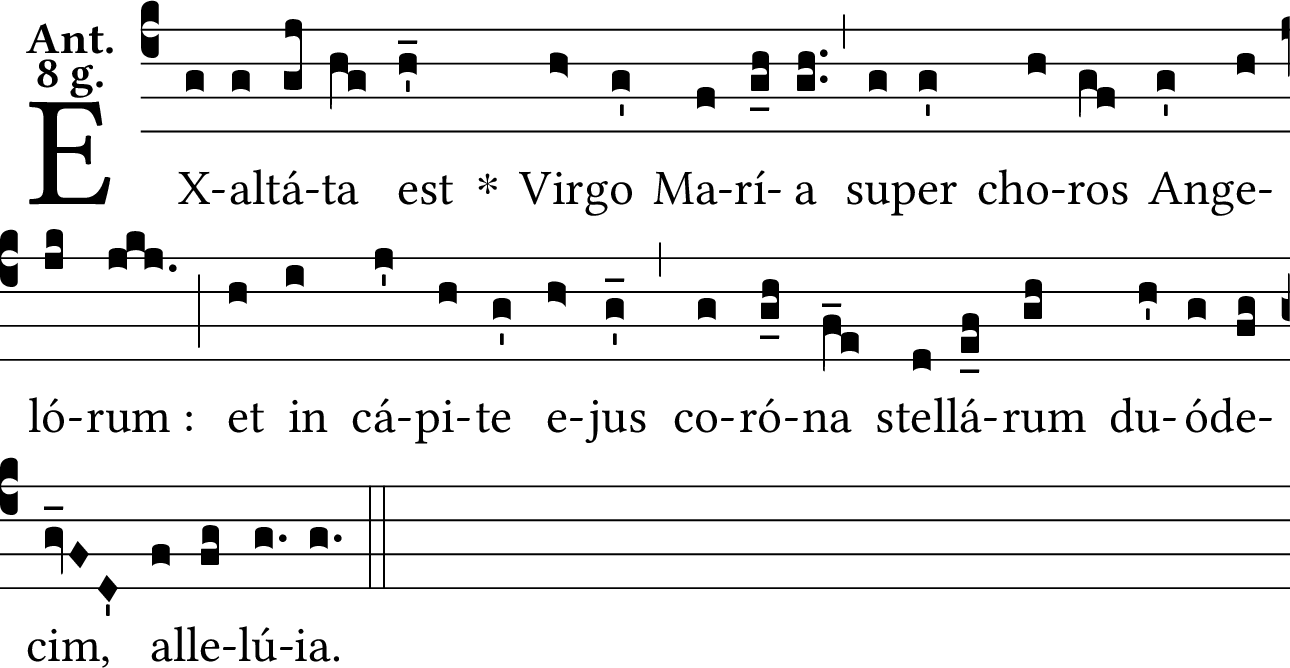 Ant.
8 g.
EX-altá-ta est * Virgo Ma-rí-a super cho-ros Ange-
ló-rum : et in cá-pi-te e-jus co-ró-na stellá-rum du-óde-
cim, alle-lú-ia.